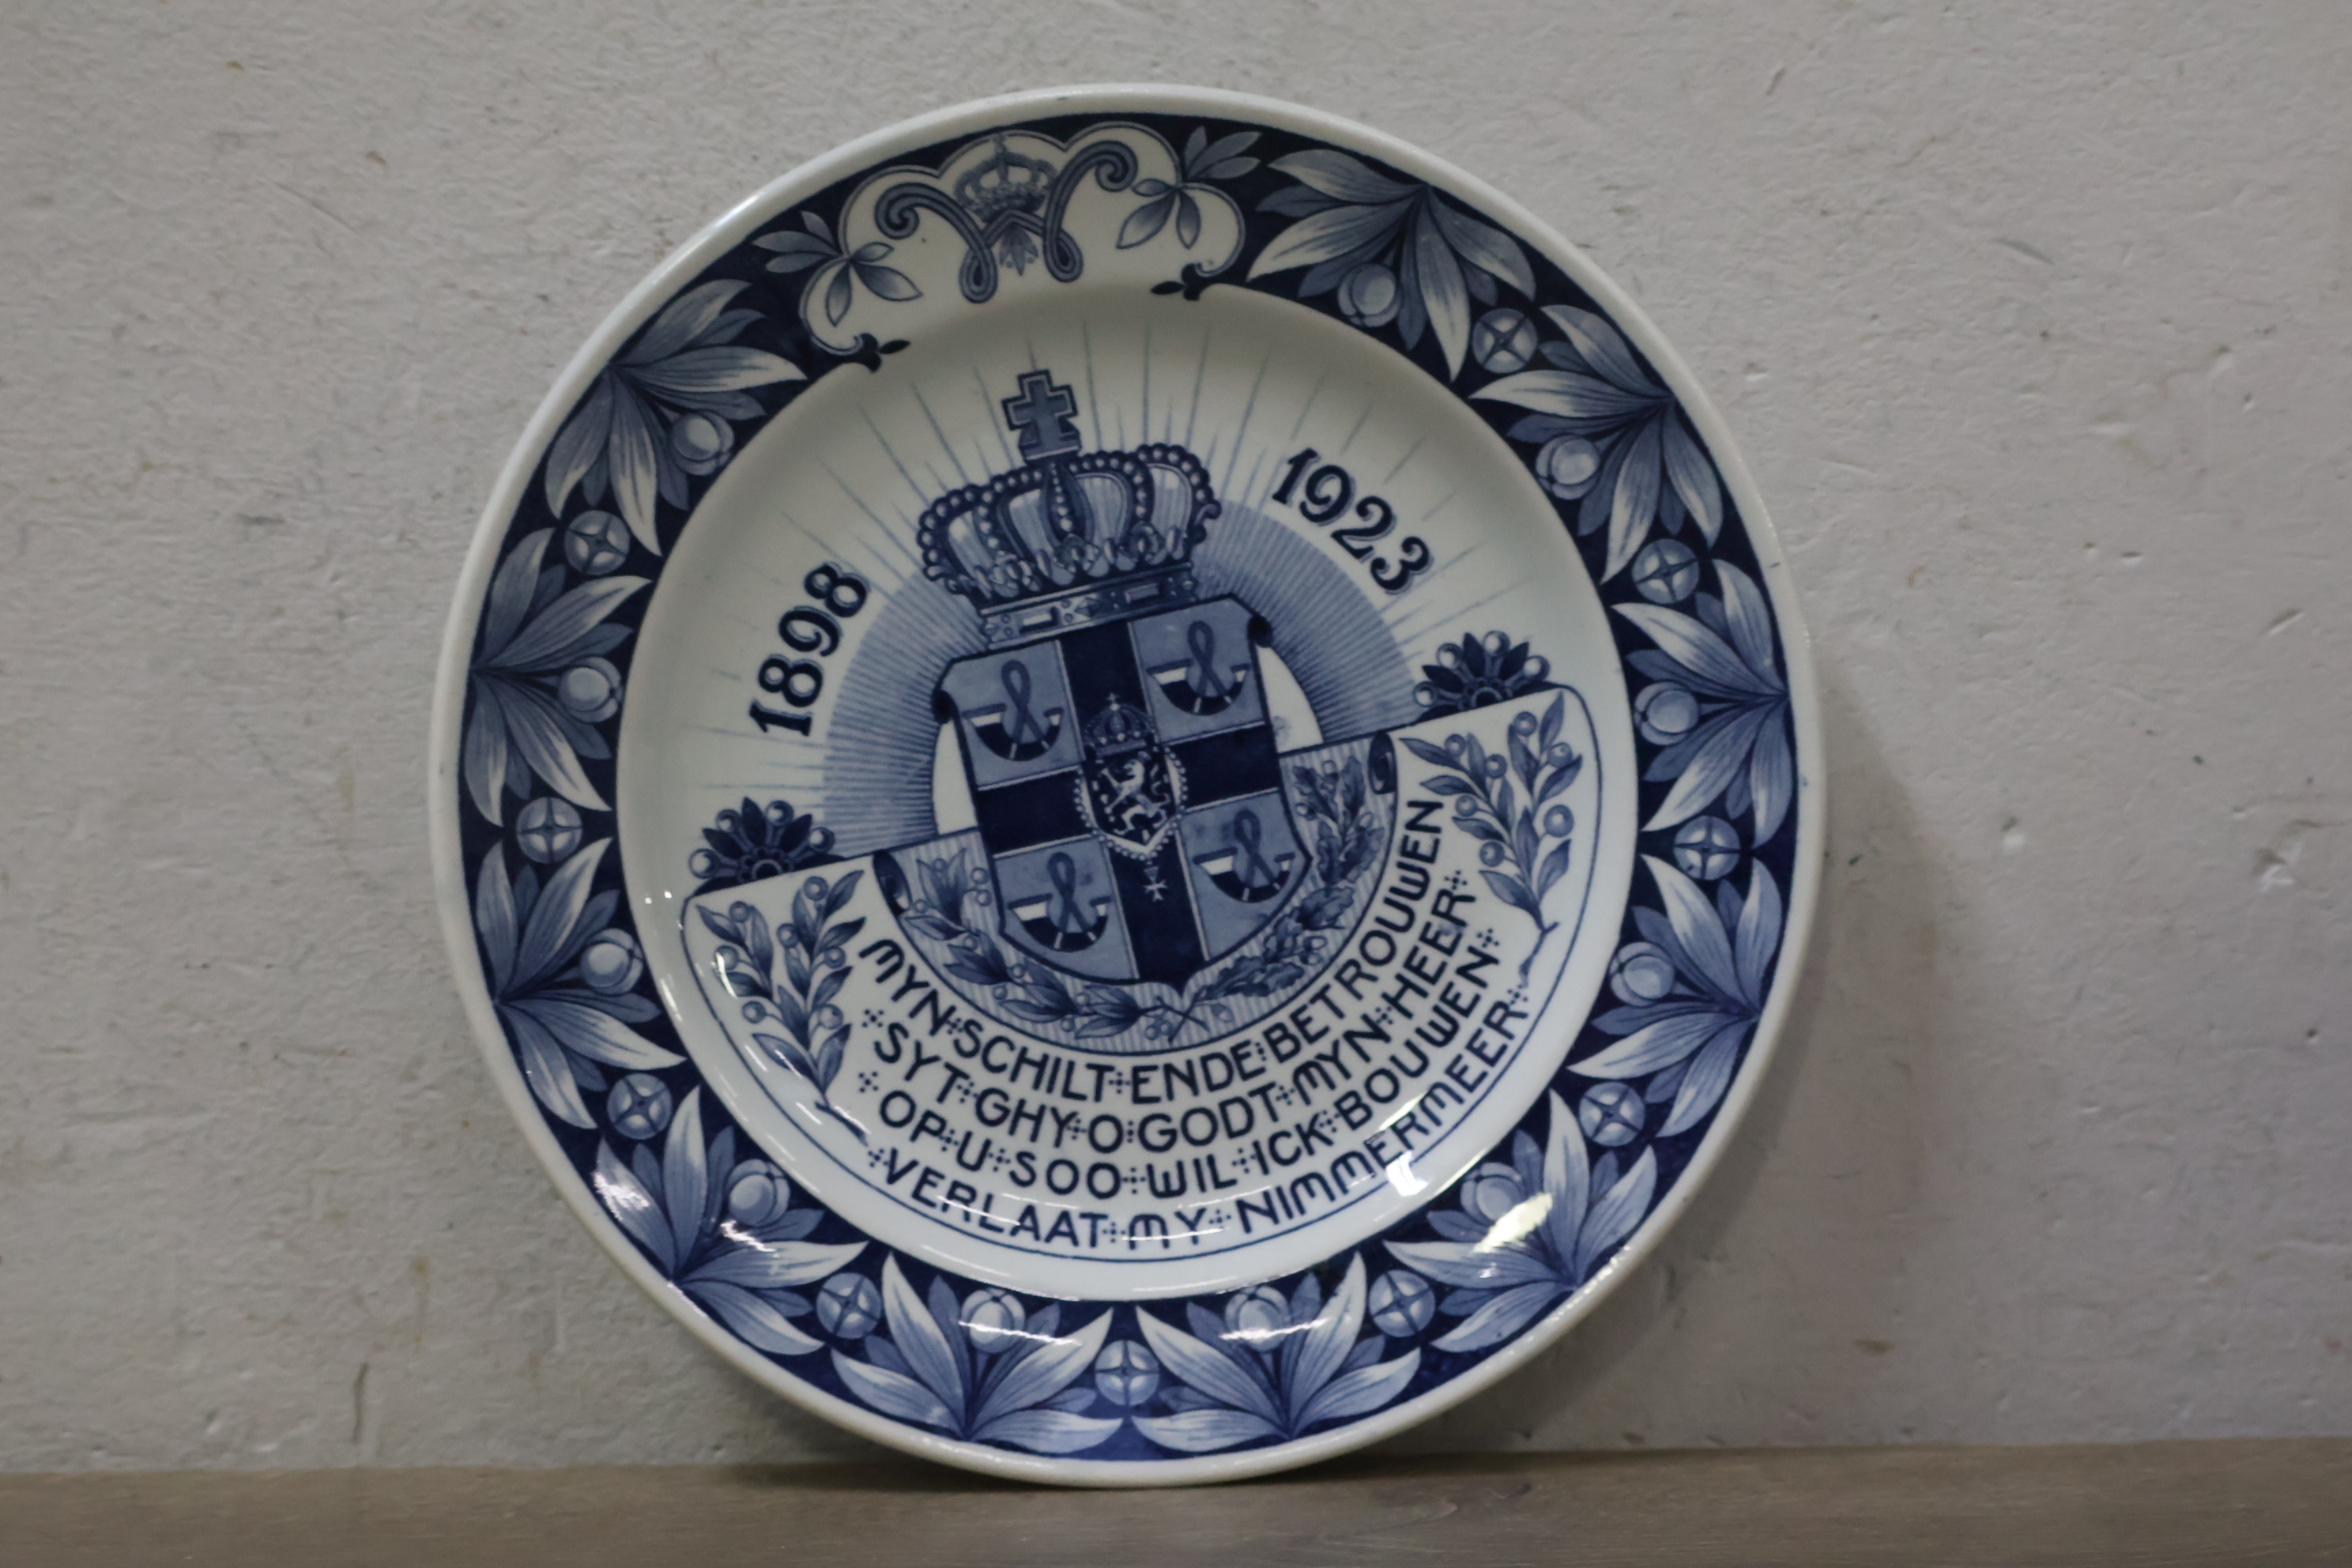 W
1898
1923
MYN SCHILT ENDE BETROUWEN
SYT GHY O GODT MYN HEER
OP U SOO WIL ICK BOUWEN
VERLAAT MY NIMMERMEER